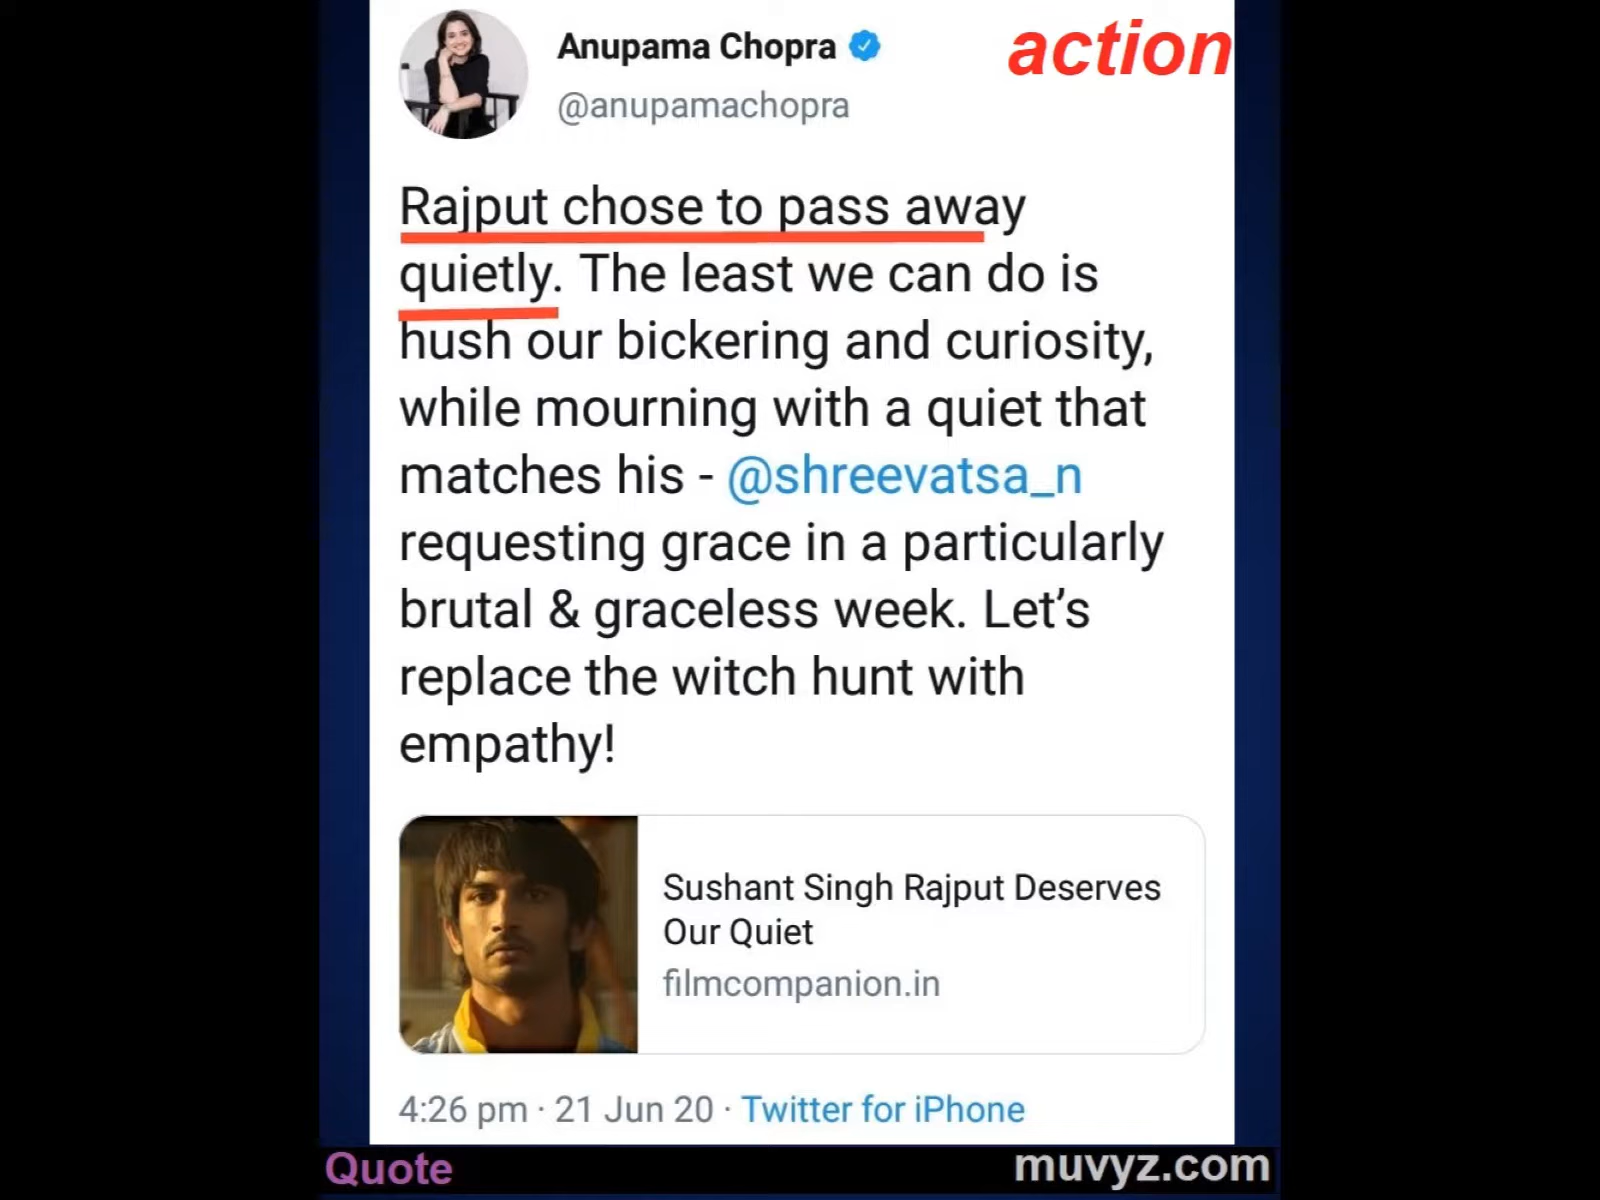 Anupama Chopra
action
@anupamachopra
Rajput chose to pass away
quietly. The least we can do is
hush our bickering and curiosity,
while mourning with a quiet that
matches his - @shreevatsa_n
requesting grace in a particularly
brutal & graceless week. Let’s
replace the witch hunt with
empathy!
Sushant Singh Rajput Deserves
Our Quiet
filmcompanion.in
4:26 pm · 21 Jun 20 · Twitter for iPhone
Quote
muvyz.com